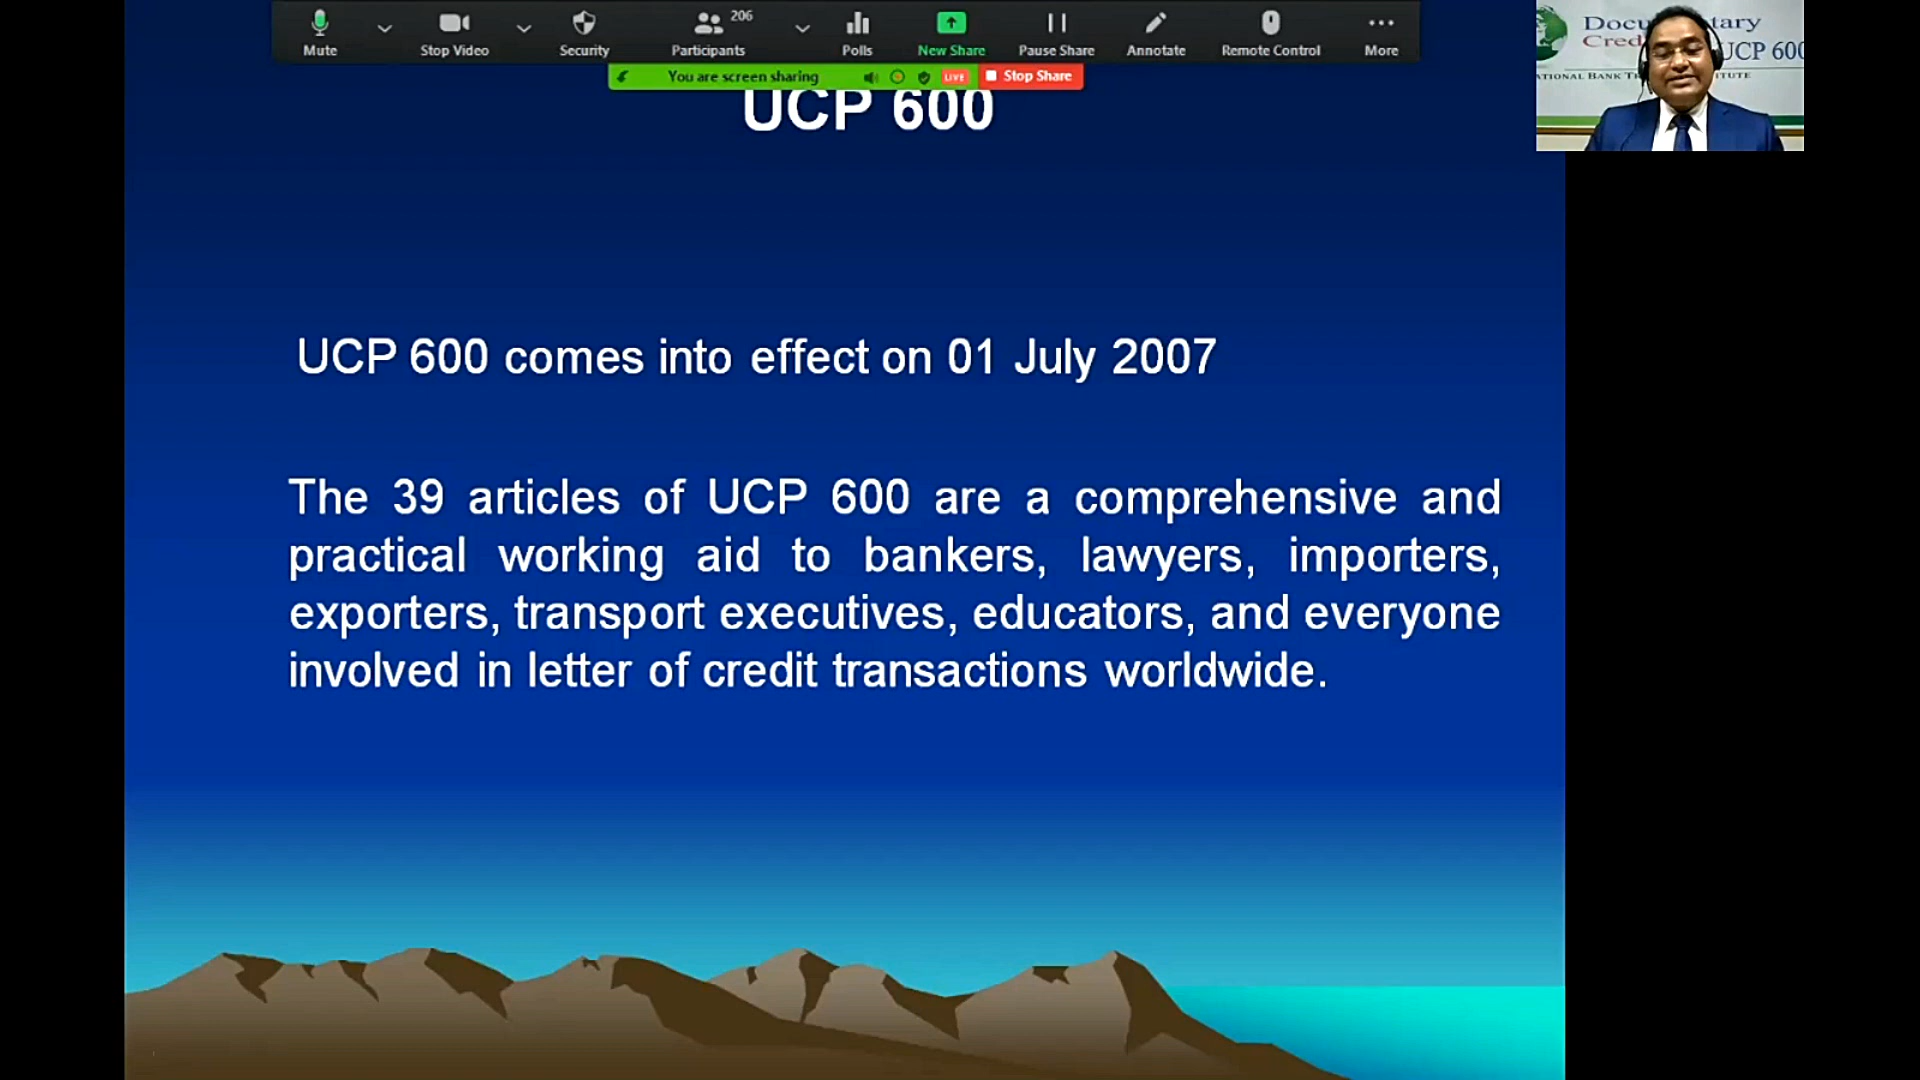 Mute
Stop Video
Security
Participants
206
Polls
New Share
Pause Share
Annotate
Remote Control
More
You are screen sharing
LIVE
Stop Share
UCP 600
UCP 600 comes into effect on 01 July 2007
The 39 articles of UCP 600 are a comprehensive and
practical working aid to bankers, lawyers, importers,
exporters, transport executives, educators, and everyone
involved in letter of credit transactions worldwide.
UCP 600